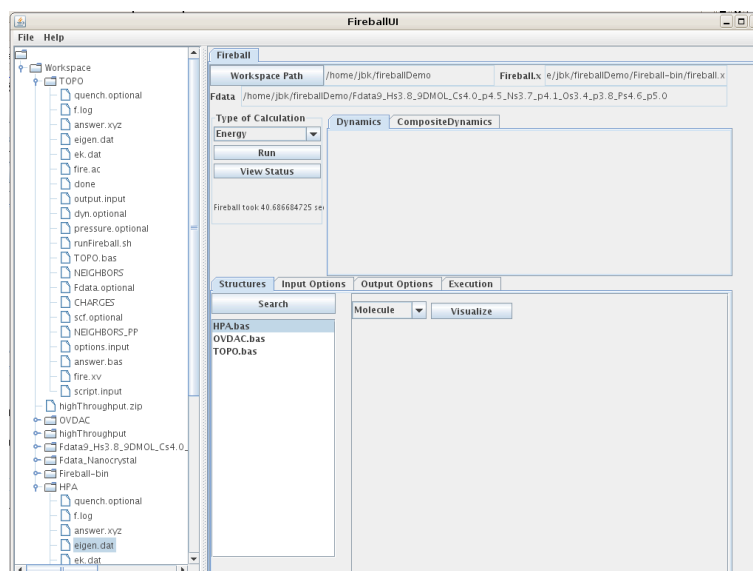 FireballUI
File Help
Workspace
TOPO
quench.optional
f.log
answer.xyz
eigen.dat
ek.dat
fire.ac
done
output.input
dyn.optional
pressure.optional
runFireball.sh
TOPO.bas
NEIGHBORS
Fdata.optional
CHARGES
scf.optional
NEIGHBORS_PP
options.input
answer.bas
fire.xv
script.input
highThroughput.zip
OVDAC
highThroughput
Fdata9_Hs3.8_9DMOL_Cs4.0_
Fdata_Nanocrystal
Fireball-bin
HPA
quench.optional
f.log
answer.xyz
eigen.dat
ek.dat
Fireball
Workspace Path /home/jbk/fireballDemo Fireball.x e/jbk/fireballDemo/Fireball-bin/fireball.x
Fdata /home/jbk/fireballDemo/Fdata9_Hs3.8_9DMOL_Cs4.0_p4.5_Ns3.7_p4.1_Os3.4_p3.8_Ps4.6_p5.0
Type of Calculation
Energy
Run
View Status
Fireball took 40.686684725 se
Dynamics CompositeDynamics
Structures Input Options Output Options Execution
Search
HPA.bas
OVDAC.bas
TOPO.bas
Molecule Visualize